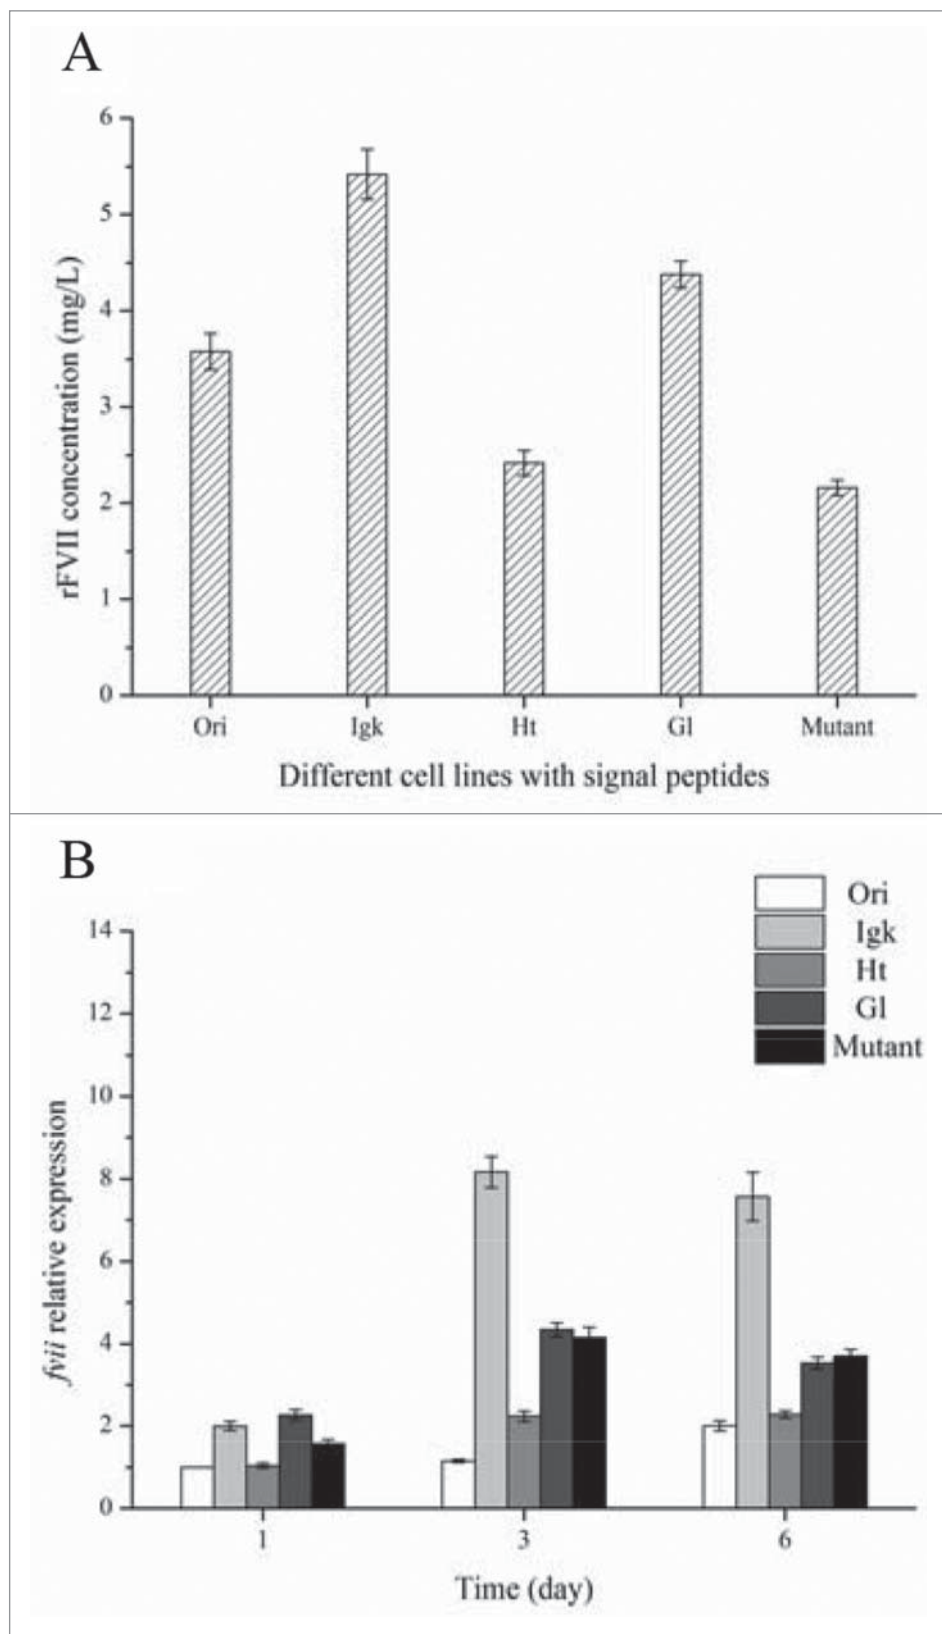 A
6
5
4
3
2
1
0
rFVII concentration (mg/L)
Ori Igk Ht Gl Mutant
Different cell lines with signal peptides
B
Ori
Igk
Ht
Gl
Mutant
14
12
10
8
6
4
2
0
fvii relative expression
1 3 6
Time (day)